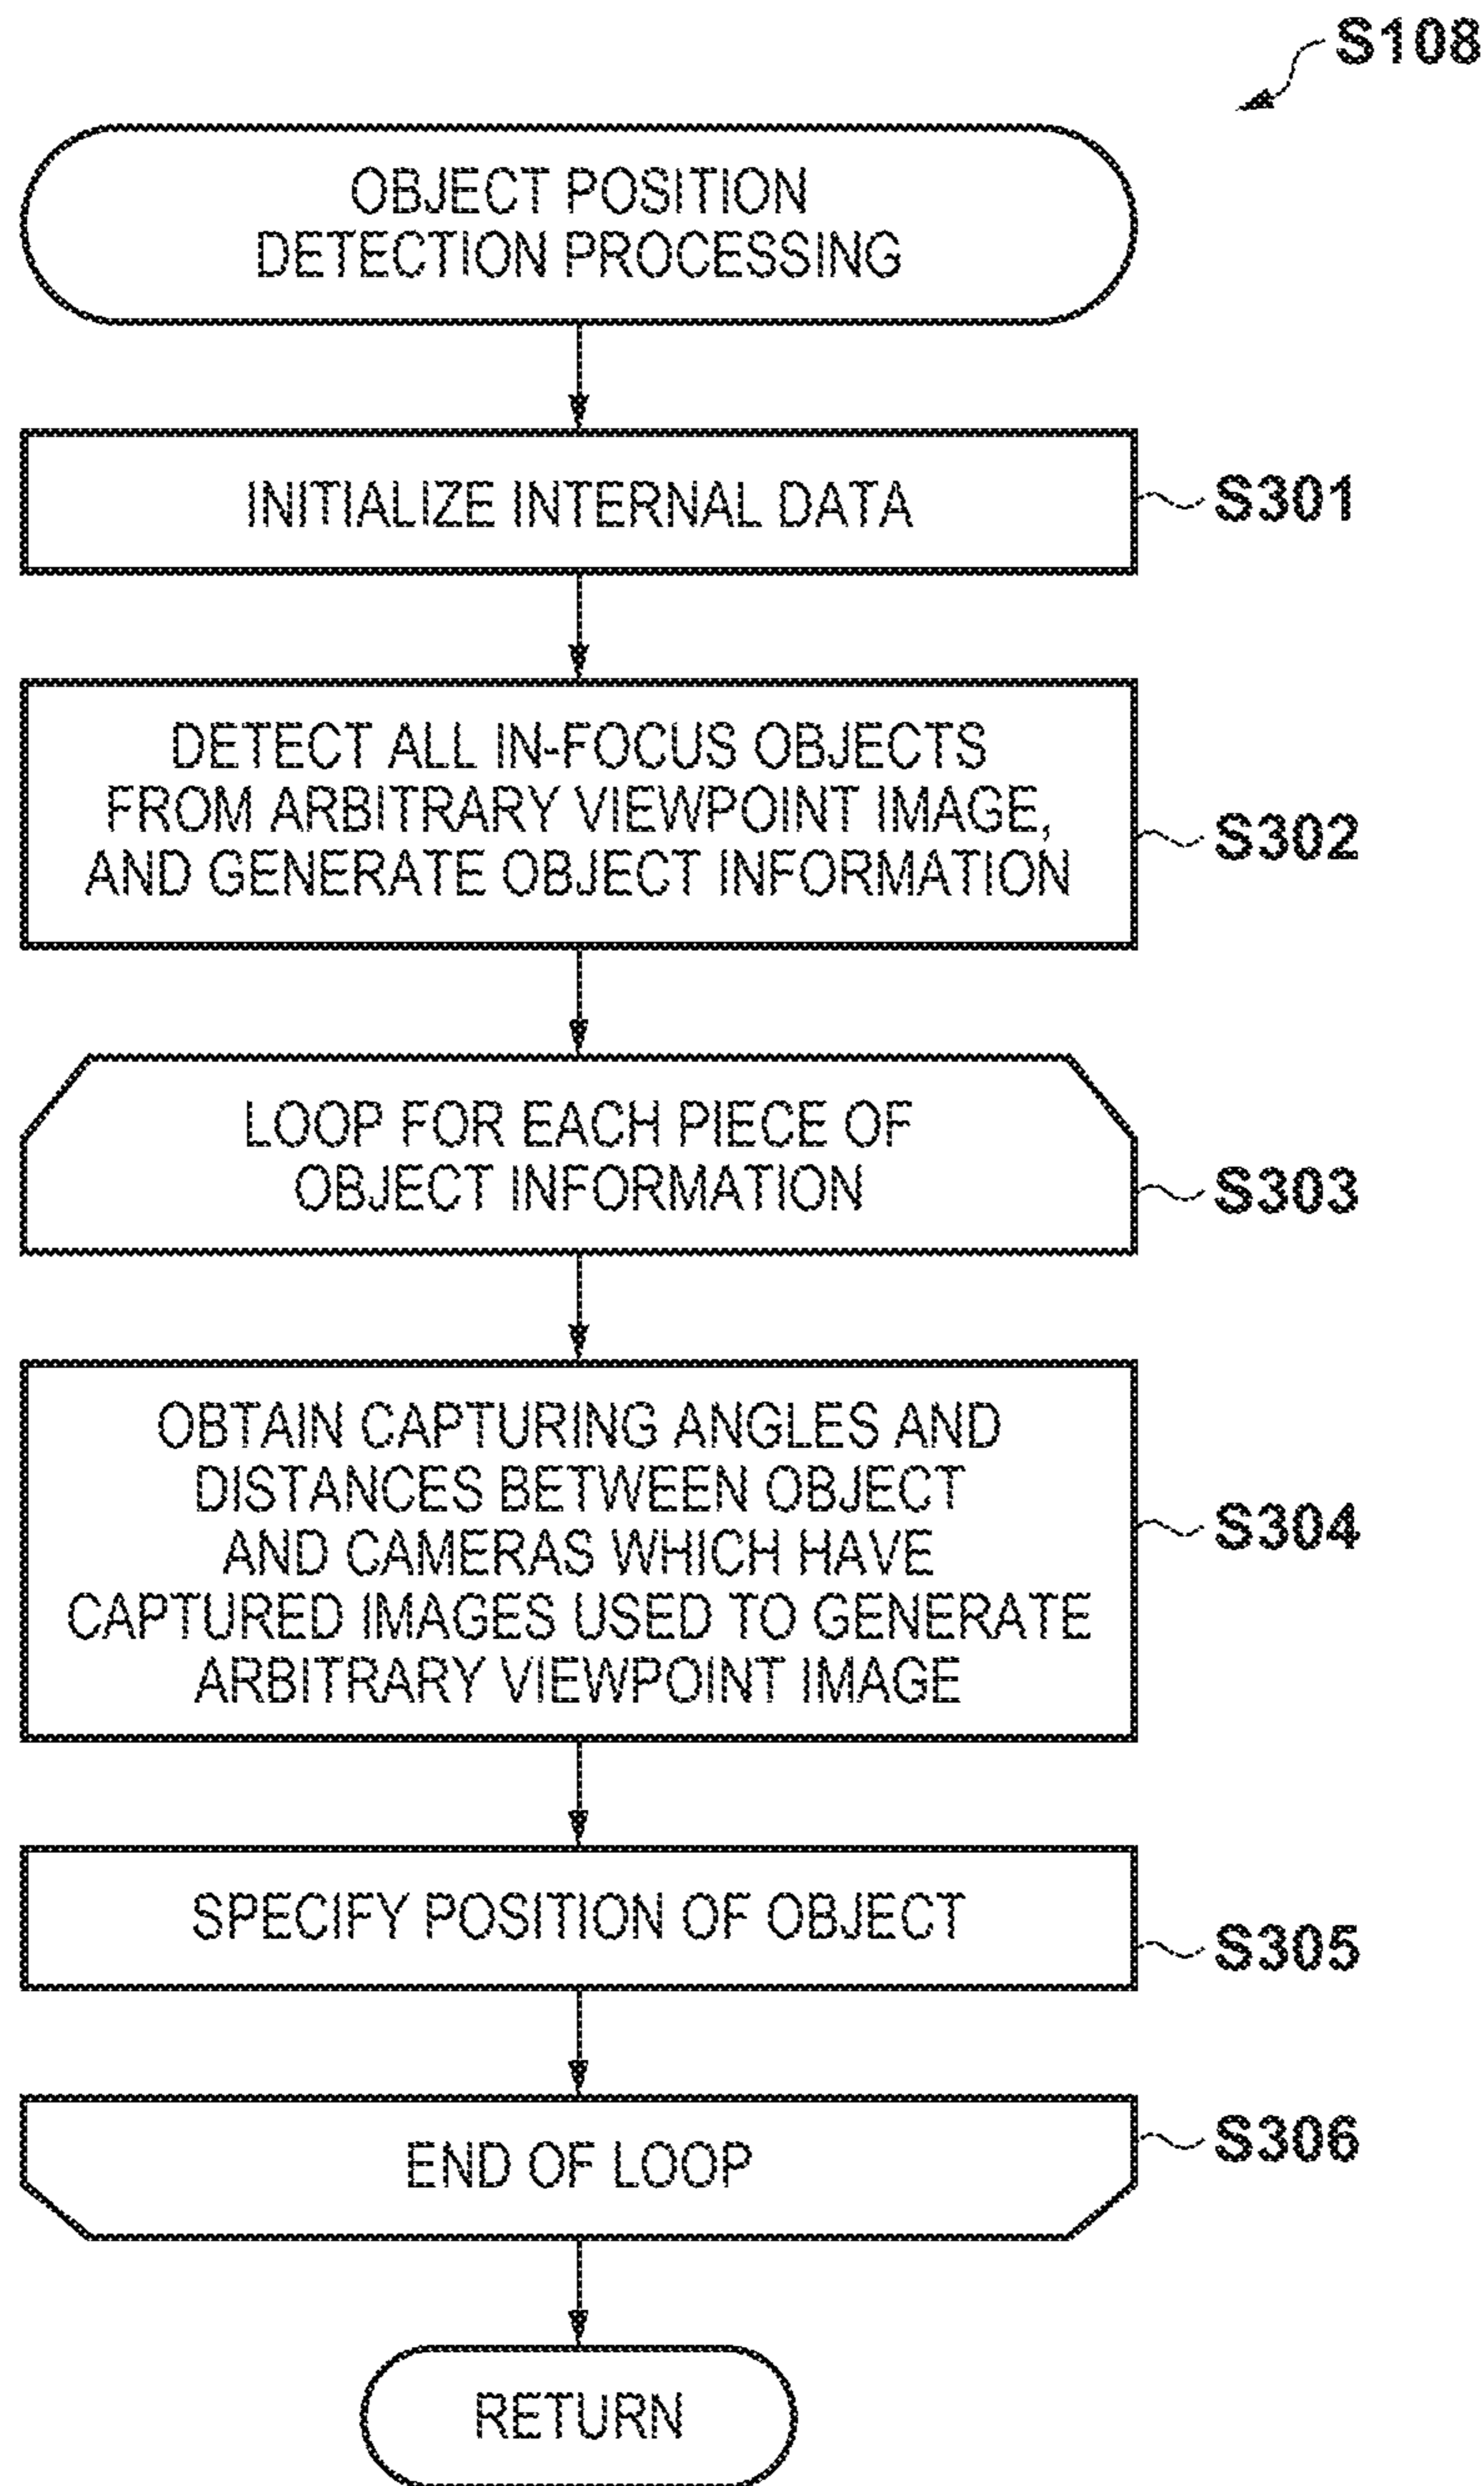 S108
OBJECT POSITION
DETECTION PROCESSING
INITIALIZE INTERNAL DATA
S301
DETECT ALL IN-FOCUS OBJECTS
FROM ARBITRARY VIEWPOINT IMAGE,
AND GENERATE OBJECT INFORMATION
S302
LOOP FOR EACH PIECE OF
OBJECT INFORMATION
S303
OBTAIN CAPTURING ANGLES AND
DISTANCES BETWEEN OBJECT
AND CAMERAS WHICH HAVE
CAPTURED IMAGES USED TO GENERATE
ARBITRARY VIEWPOINT IMAGE
S304
SPECIFY POSITION OF OBJECT
S305
END OF LOOP
S306
RETURN